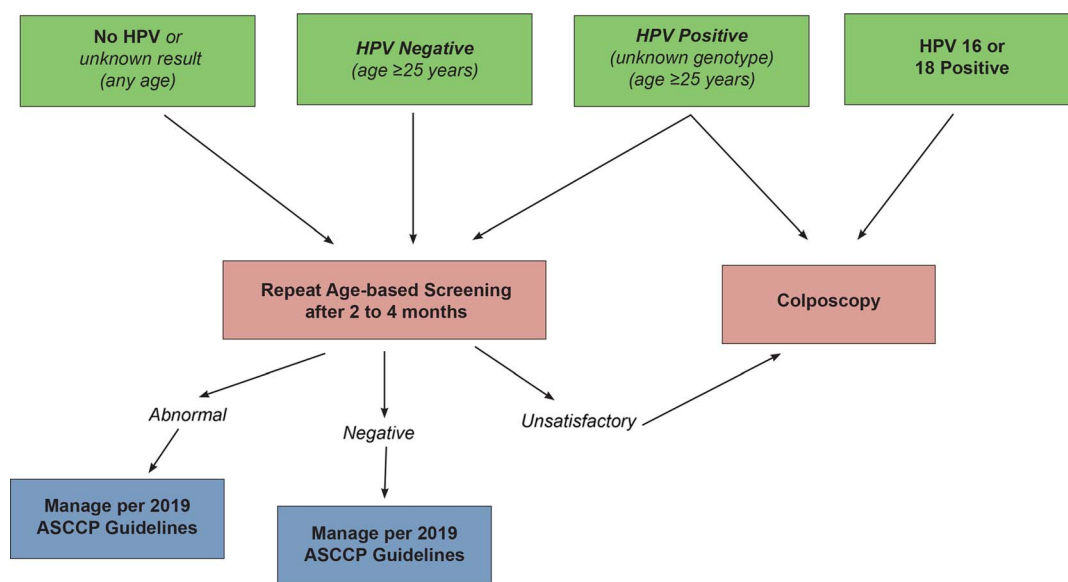 No HPV or
unknown result
(any age)
HPV Negative
(age ≥25 years)
HPV Positive
(unknown genotype)
(age ≥25 years)
HPV 16 or
18 Positive
Repeat Age-based Screening
after 2 to 4 months
Colposcopy
Abnormal
Negative
Unsatisfactory
Manage per 2019
ASCCP Guidelines
Manage per 2019
ASCCP Guidelines